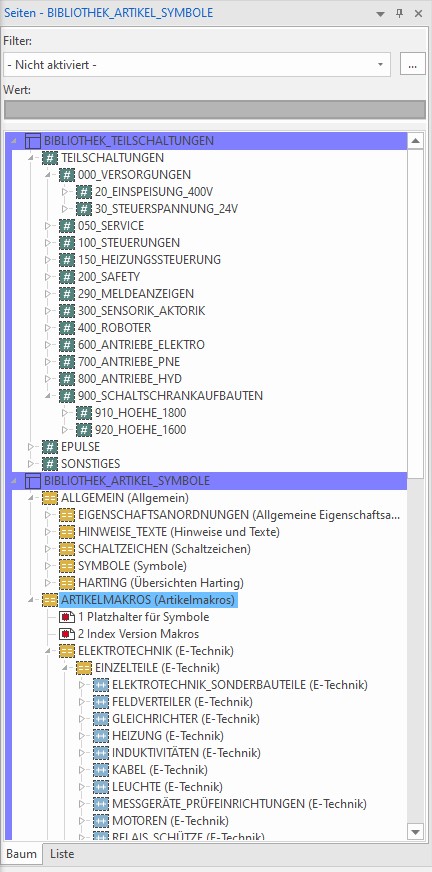 Seiten - BIBLIOTHEK_ARTIKEL_SYMBOLE
Filter:
- Nicht aktiviert -
...
Wert:
BIBLIOTHEK_TEILSCHALTUNGEN
TEILSCHALTUNGEN
000_VERSORGUNGEN
20_EINSPEISUNG_400V
30_STEUERSPANNUNG_24V
050_SERVICE
100_STEUERUNGEN
150_HEIZUNGSSTEUERUNG
200_SAFETY
290_MELDEANZEIGEN
300_SENSORIK_AKTORIK
400_ROBOTER
600_ANTRIEBE_ELEKTRO
700_ANTRIEBE_PNE
800_ANTRIEBE_HYD
900_SCHALTSCHRANKAUFBAUTEN
910_HOEHE_1800
920_HOEHE_1600
EPULSE
SONSTIGES
BIBLIOTHEK_ARTIKEL_SYMBOLE
ALLGEMEIN (Allgemein)
EIGENSCHAFTSANORDNUNGEN (Allgemeine Eigenschaftsa...
HINWEISE_TEXTE (Hinweise und Texte)
SCHALTZEICHEN (Schaltzeichen)
SYMBOLE (Symbole)
HARTING (Übersichten Harting)
ARTIKELMAKROS (Artikelmakros)
1 Platzhalter für Symbole
2 Index Version Makros
ELEKTROTECHNIK (E-Technik)
EINZELTEILE (E-Technik)
ELEKTROTECHNIK_SONDERBAUTEILE (E-Technik)
FELDVERTEILER (E-Technik)
GLEICHRICHTER (E-Technik)
HEIZUNG (E-Technik)
INDUKTIVITÄTEN (E-Technik)
KABEL (E-Technik)
LEUCHTE (E-Technik)
MESSGERÄTE_PRÜFEINRICHTUNGEN (E-Technik)
MOTOREN (E-Technik)
RELAIS_SCHÜTZE (E-Technik)
Baum
Liste